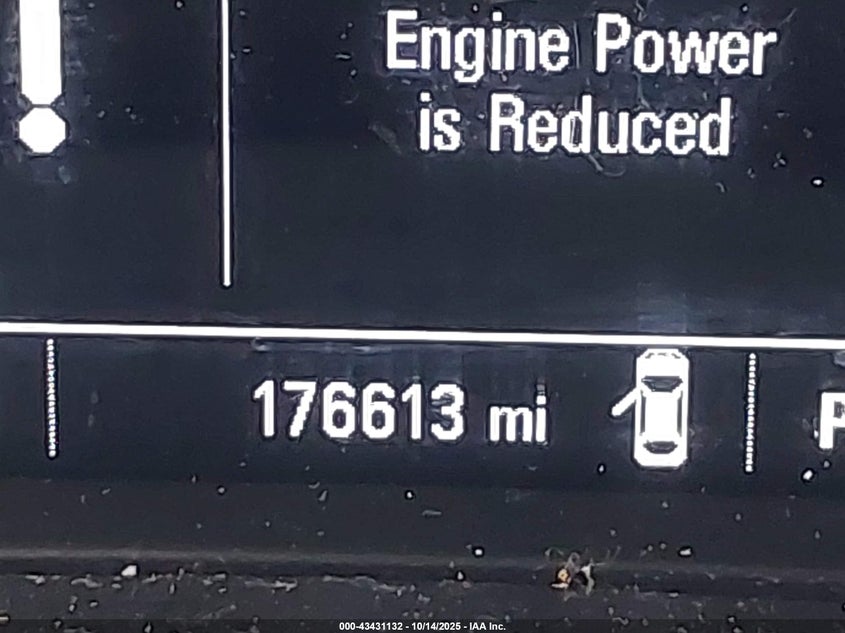 Engine Power
is Reduced
176613 mi
P
000-43431132 - 10/14/2025 - IAA Inc.